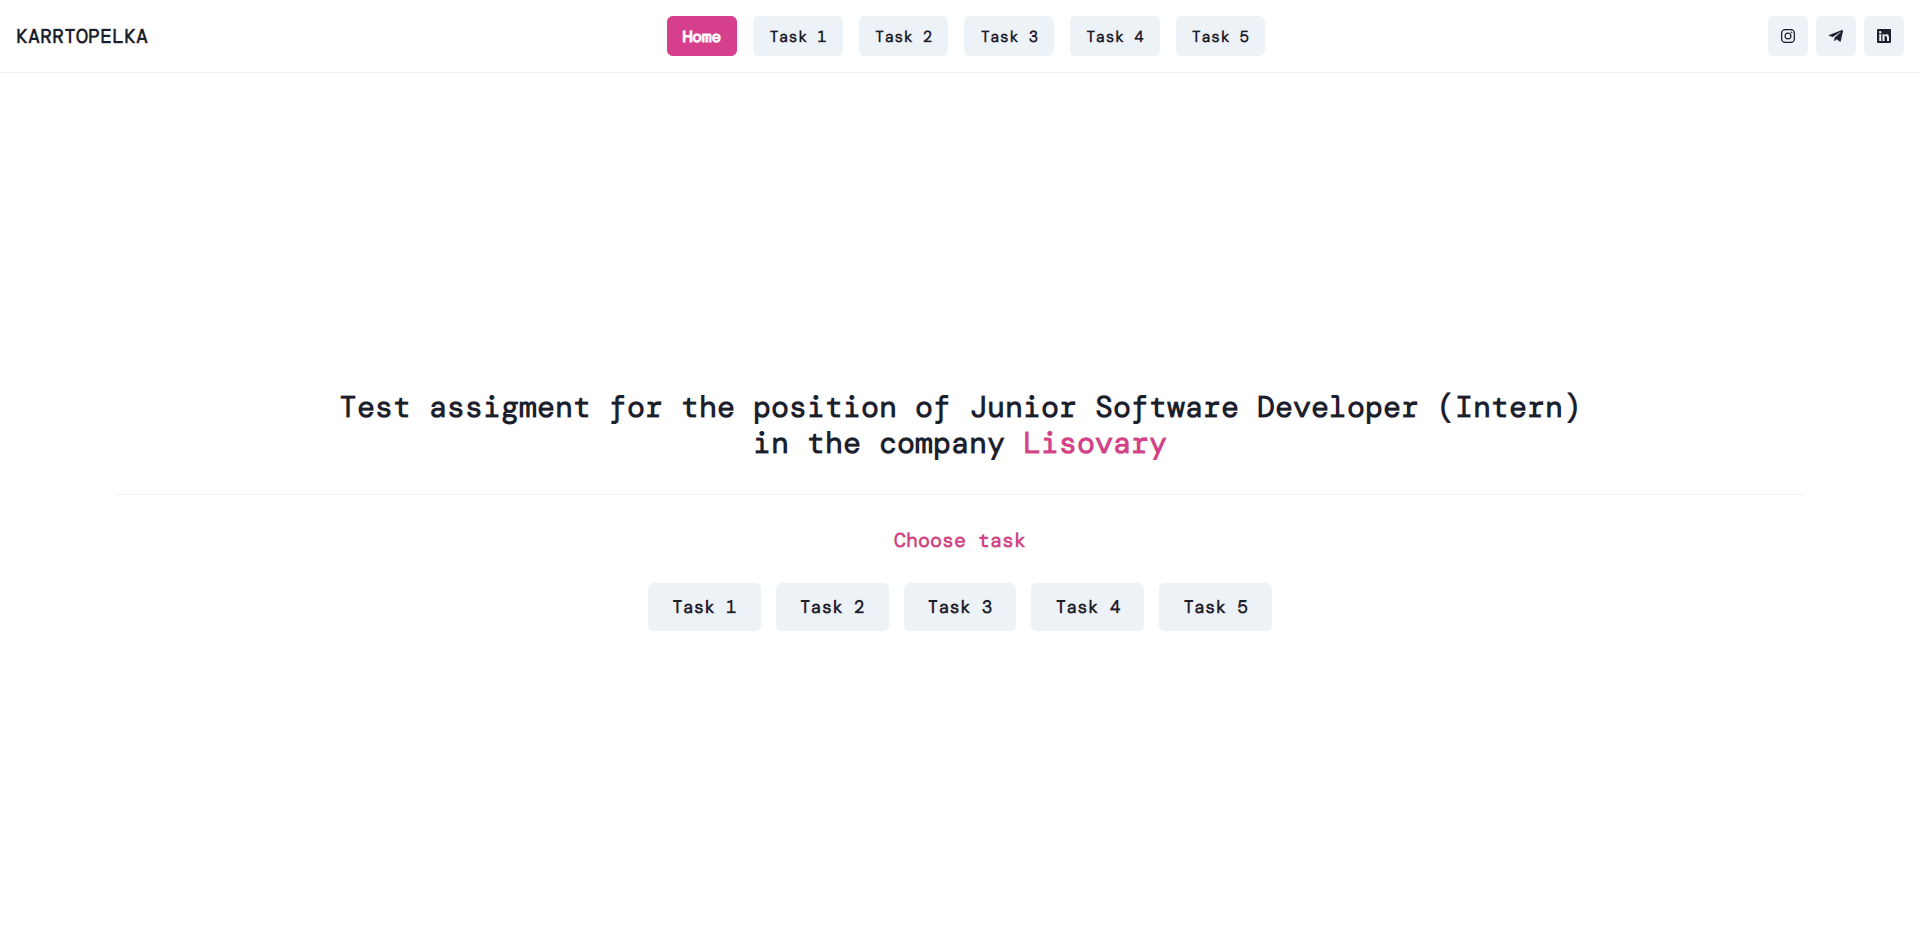 KARRTOPELKA
Home
Task 1
Task 2
Task 3
Task 4
Task 5
Test assigment for the position of Junior Software Developer (Intern)
in the company Lisovary
Choose task
Task 1
Task 2
Task 3
Task 4
Task 5